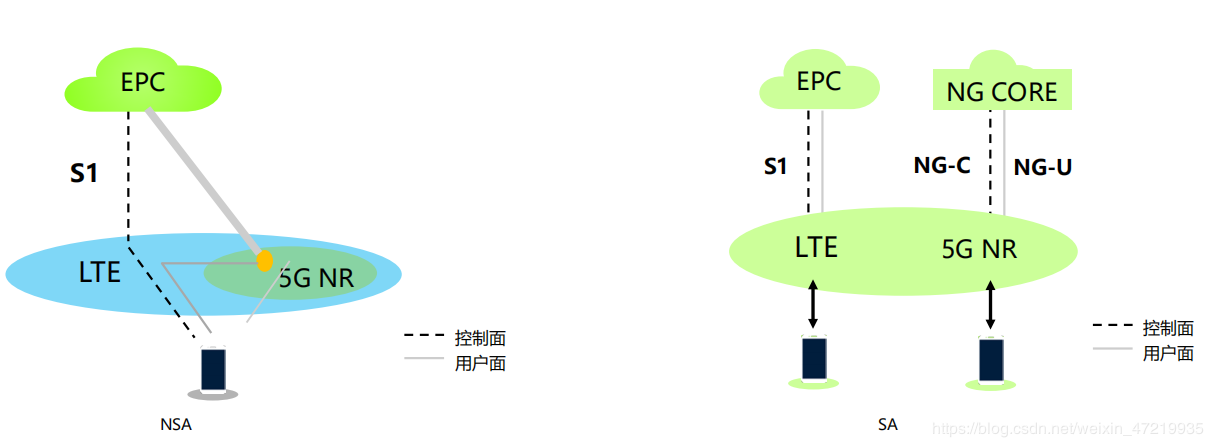 EPC
S1
LTE
5G NR
控制面
用户面
NSA
EPC
NG CORE
S1
NG-C
NG-U
LTE
5G NR
控制面
用户面
SA
https://blog.csdn.net/weixin_47219935